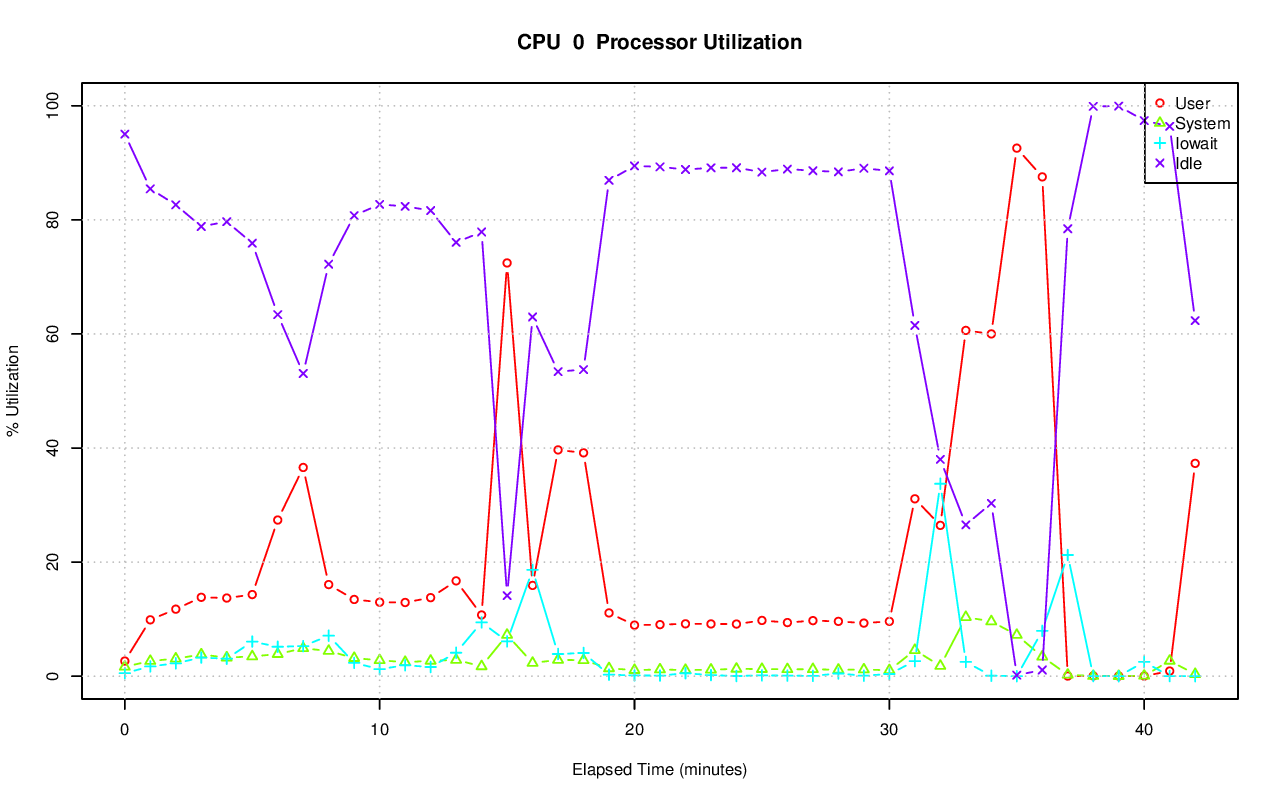 CPU 0 Processor Utilization
% Utilization
100
80
60
40
20
0
User
System
Iowait
Idle
0 10 20 30 40
Elapsed Time (minutes)